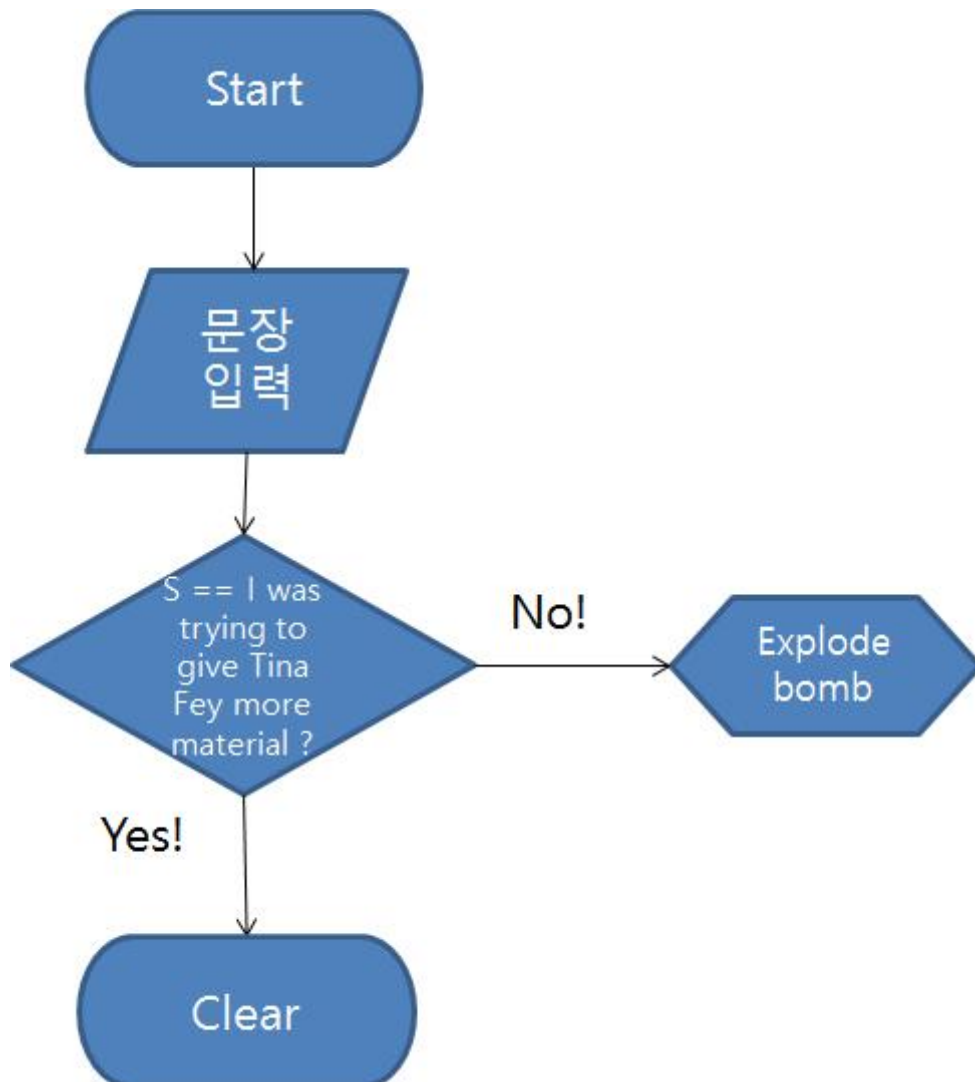 Start
문장
입력
S == I was
trying to
give Tina
Fey more
material ?
No!
Explode
bomb
Yes!
Clear